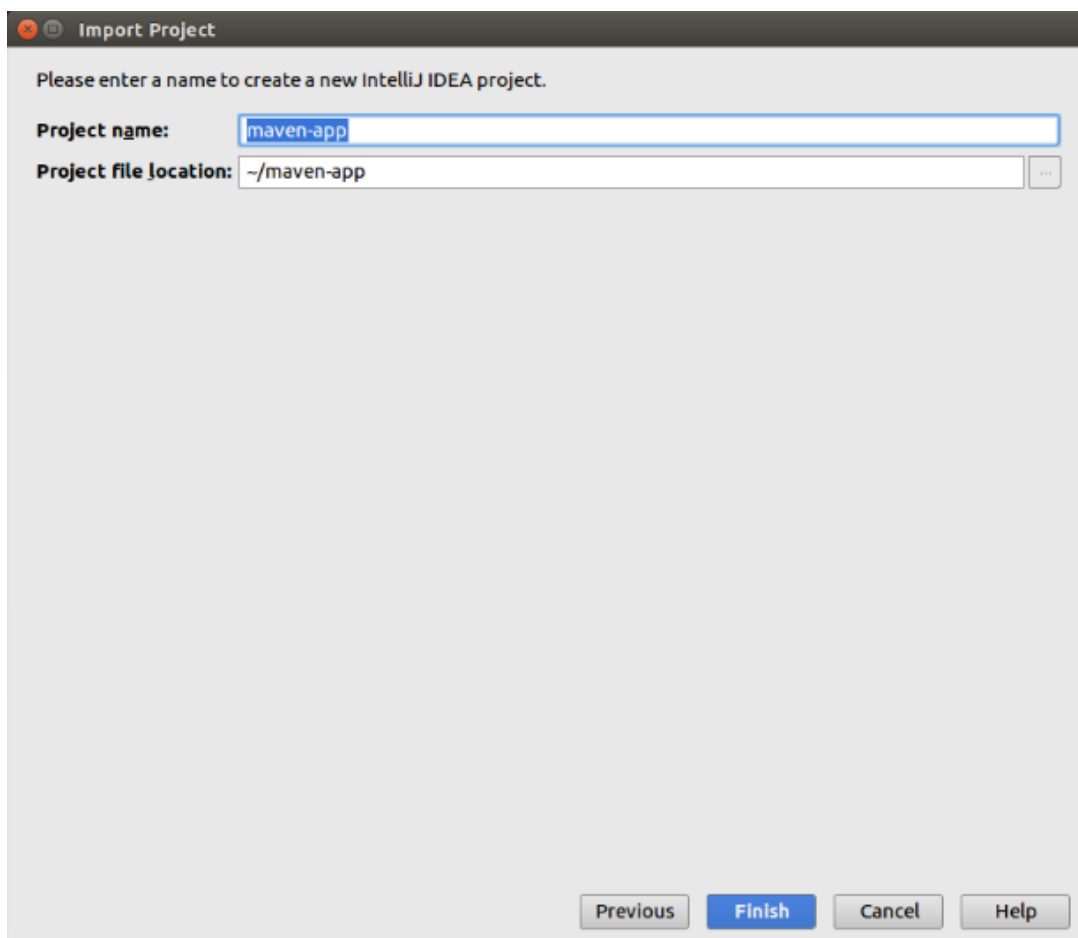 Import Project
Please enter a name to create a new IntelliJ IDEA project.
Project name: maven-app
Project file location: ~/maven-app ...
Previous Finish Cancel Help